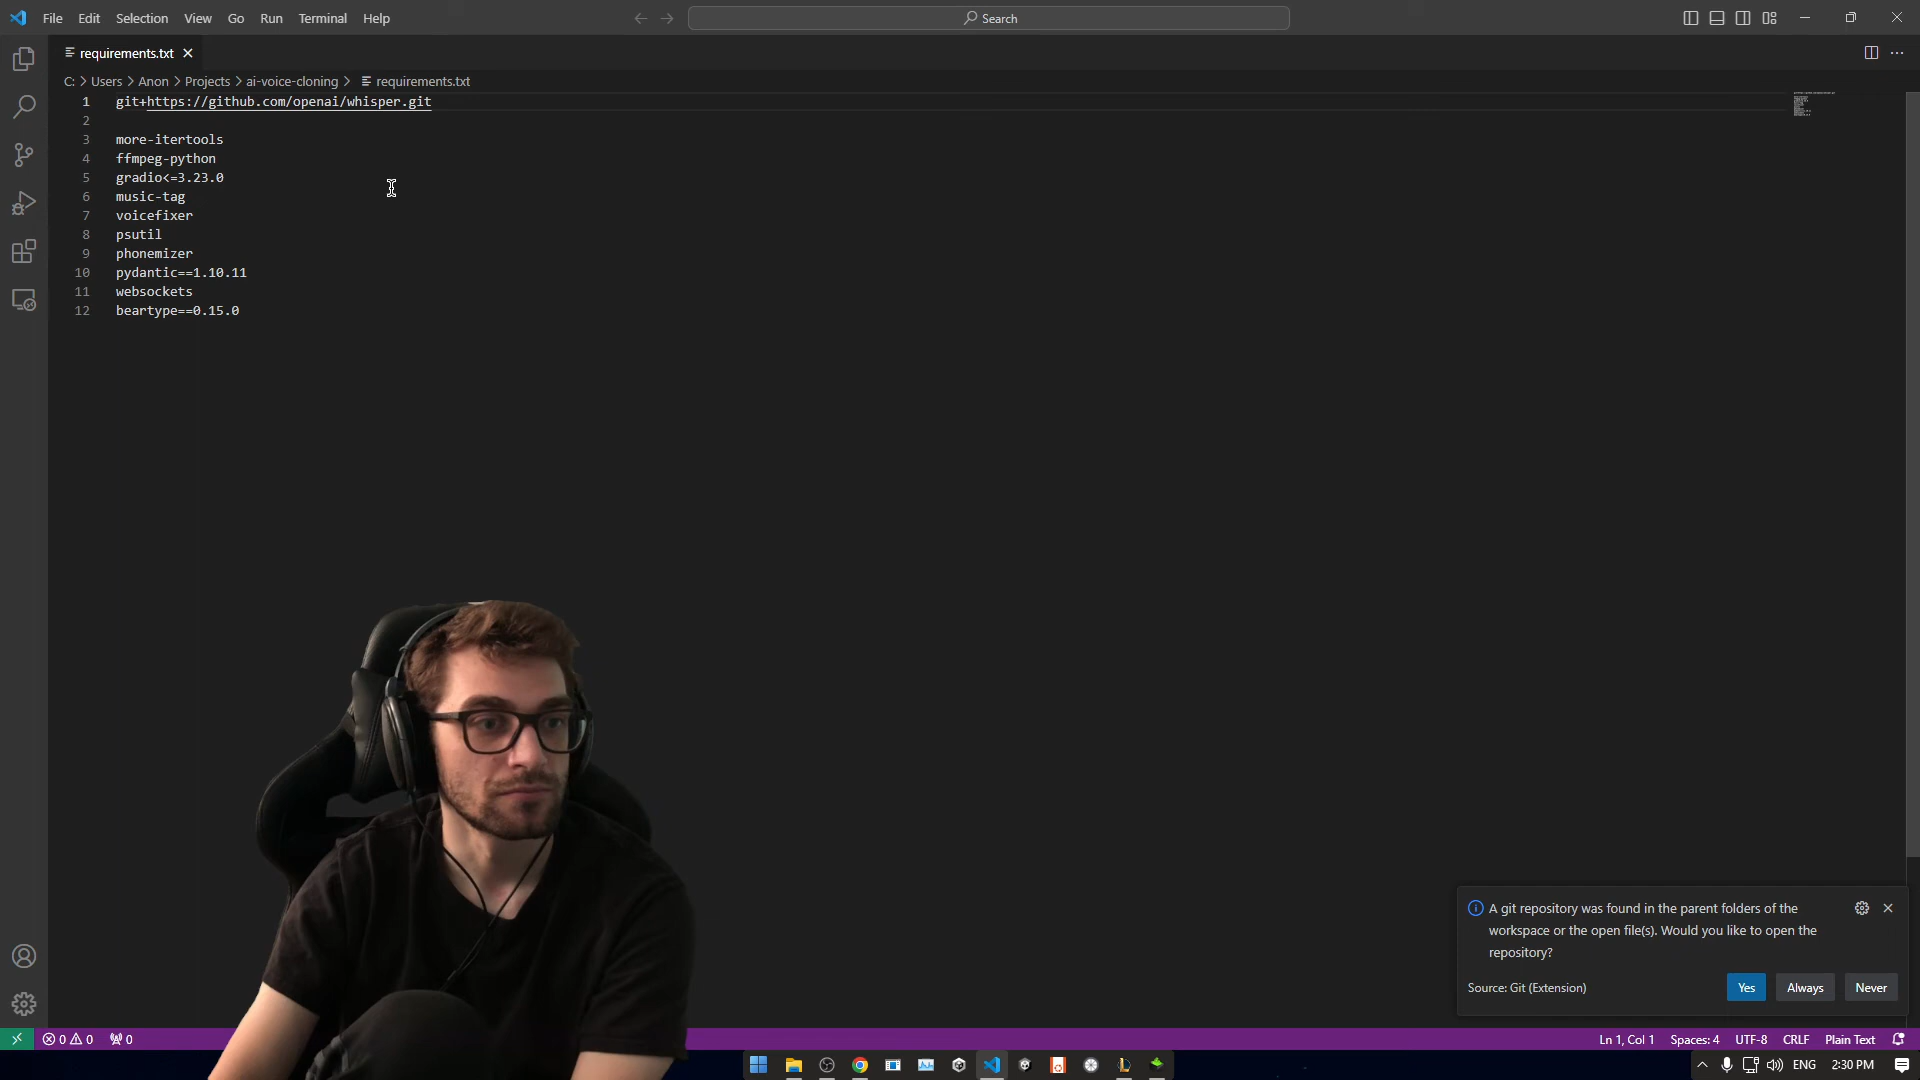 File Edit Selection View Go Run Terminal Help
Search
requirements.txt
C: > Users > Anon > Projects > ai-voice-cloning > requirements.txt
1 git+https://github.com/openai/whisper.git
2
3 more-itertools
4 ffmpeg-python
5 gradio<=3.23.0
6 music-tag
7 voicefixer
8 psutil
9 phonemizer
10 pydantic==1.10.11
11 websockets
12 beartype==0.15.0
A git repository was found in the parent folders of the
workspace or the open file(s). Would you like to open the
repository?
Source: Git (Extension)
Yes Always Never
0 0 0
Ln 1, Col 1 Spaces: 4 UTF-8 CRLF Plain Text
ENG 2:30 PM